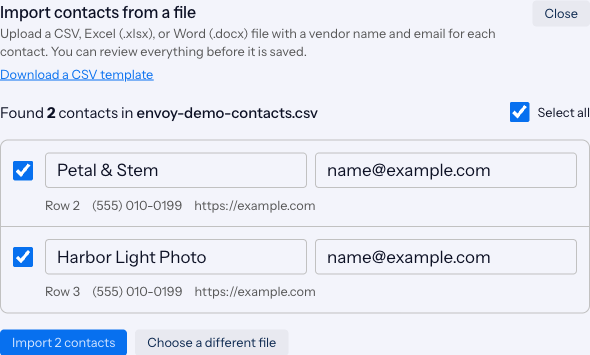 Import contacts from a file
Close
Upload a CSV, Excel (.xlsx), or Word (.docx) file with a vendor name and email for each
contact. You can review everything before it is saved.
Download a CSV template
Found 2 contacts in envoy-demo-contacts.csv
Select all
Petal & Stem
name@example.com
Row 2 (555) 010-0199 https://example.com
Harbor Light Photo
name@example.com
Row 3 (555) 010-0199 https://example.com
Import 2 contacts
Choose a different file